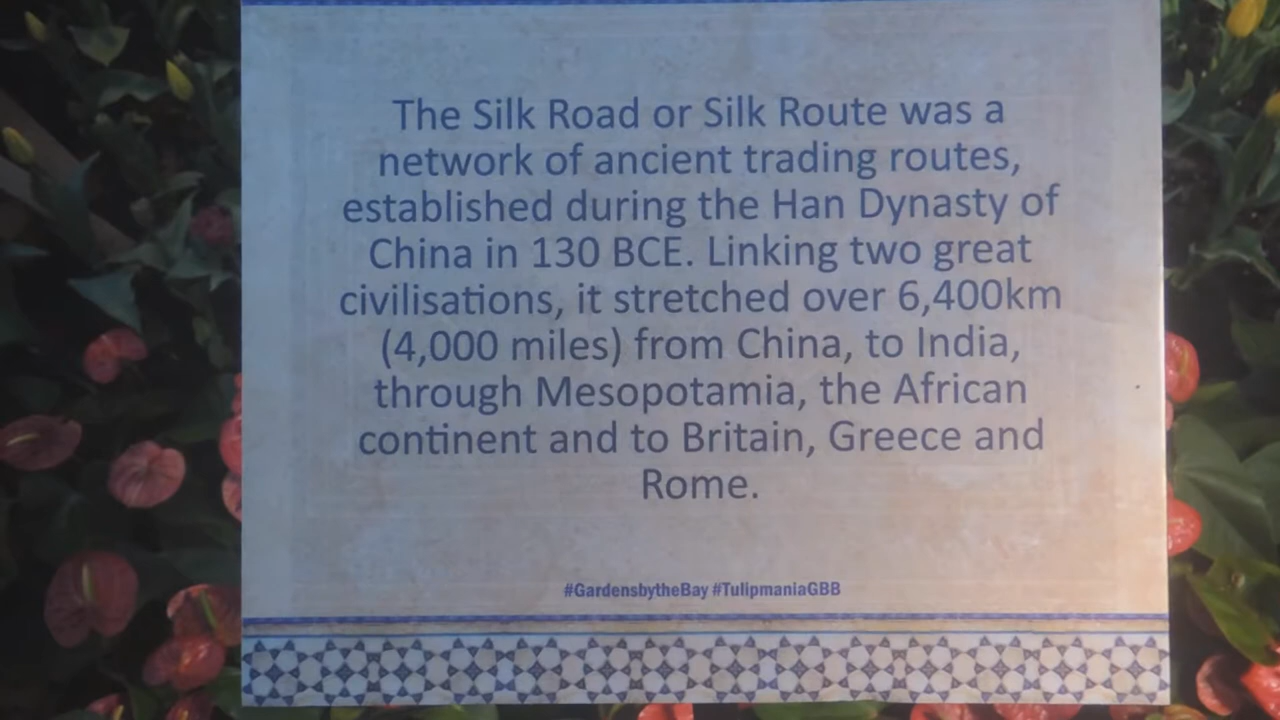 The Silk Road or Silk Route was a
network of ancient trading routes,
established during the Han Dynasty of
China in 130 BCE. Linking two great
civilisations, it stretched over 6,400km
(4,000 miles) from China, to India,
through Mesopotamia, the African
continent and to Britain, Greece and
Rome.
#GardensbytheBay #TulipmaniaGBB